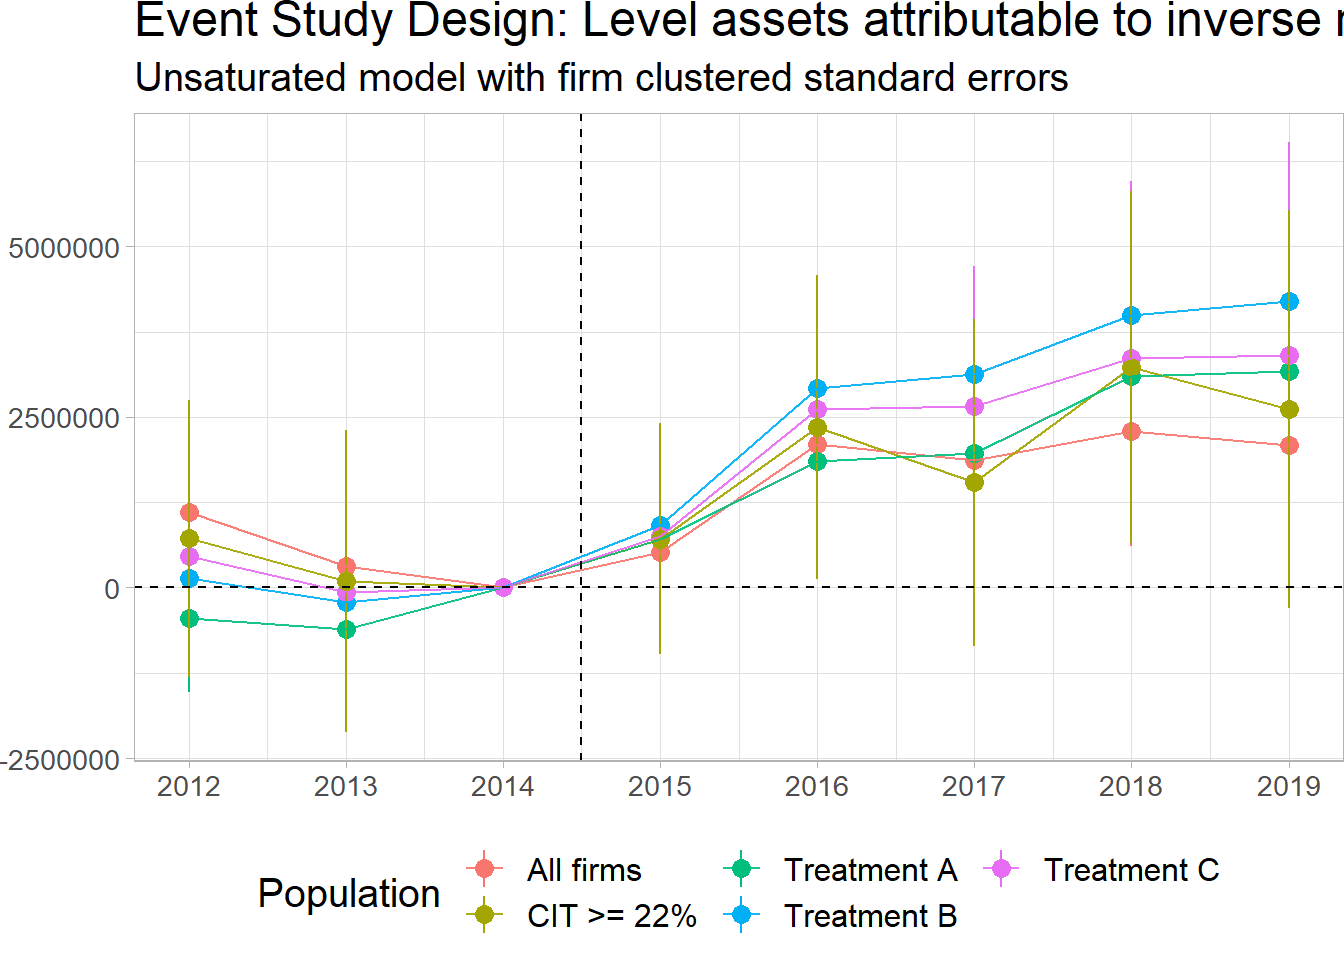 Event Study Design: Level assets attributable to inverse
Unsaturated model with firm clustered standard errors
5000000
2500000
0
-2500000
2012 2013 2014 2015 2016 2017 2018 2019
Population
All firms Treatment A Treatment C
CIT >= 22% Treatment B